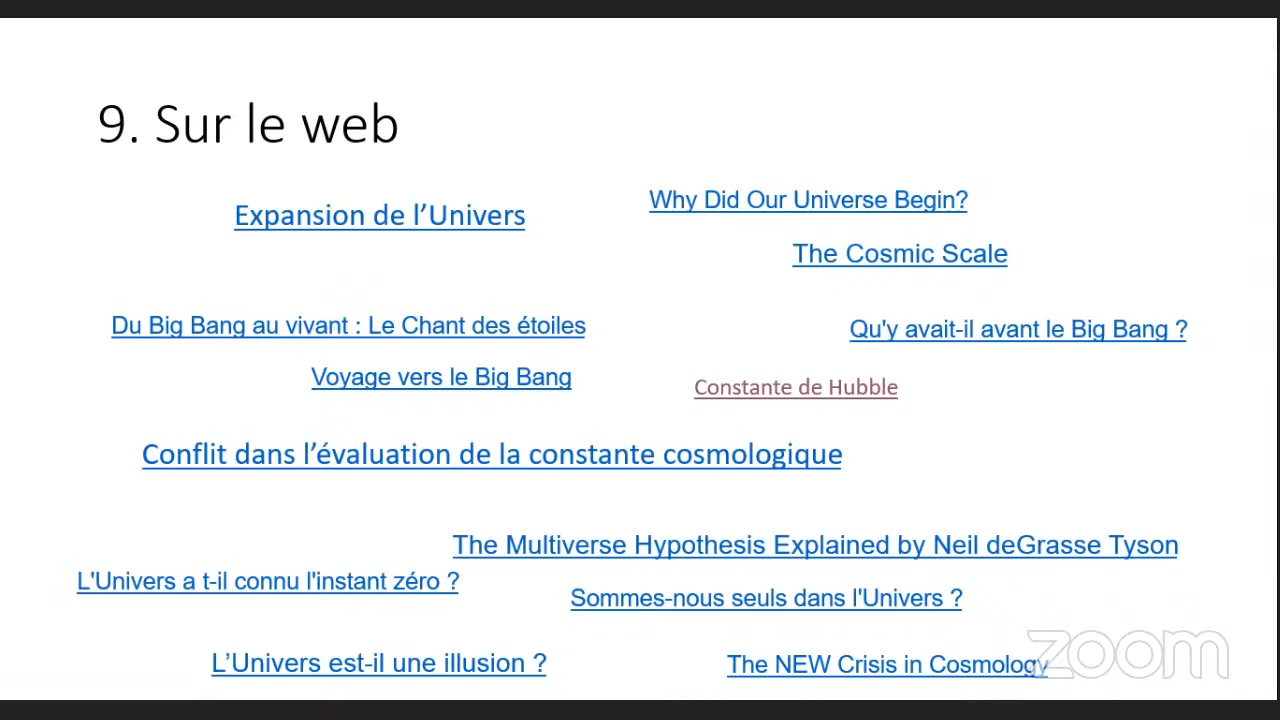 9. Sur le web
Expansion de l’Univers
Why Did Our Universe Begin?
The Cosmic Scale
Du Big Bang au vivant : Le Chant des étoiles
Qu'y avait-il avant le Big Bang ?
Voyage vers le Big Bang
Constante de Hubble
Conflit dans l’évaluation de la constante cosmologique
The Multiverse Hypothesis Explained by Neil deGrasse Tyson
L'Univers a t-il connu l'instant zéro ?
Sommes-nous seuls dans l'Univers ?
L’Univers est-il une illusion ?
The NEW Crisis in Cosmology
zoom